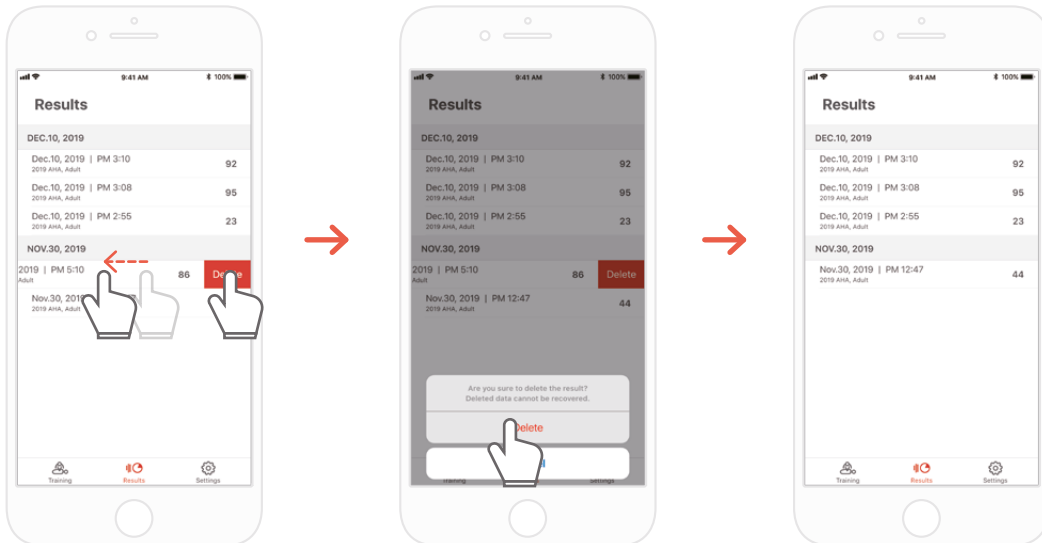 9:41 AM
100%
Results
DEC.10, 2019
Dec.10, 2019 | PM 3:10
92
2019 AHA, Adult
Dec.10, 2019 | PM 3:08
95
2019 AHA, Adult
Dec.10, 2019 | PM 2:55
23
2019 AHA, Adult
NOV.30, 2019
2019 | PM 5:10
86
Adult
Nov.30, 2019
2019 AHA, Adult
Training
Results
Settings
9:41 AM
100%
Results
DEC.10, 2019
Dec.10, 2019 | PM 3:10
92
2019 AHA, Adult
Dec.10, 2019 | PM 3:08
95
2019 AHA, Adult
Dec.10, 2019 | PM 2:55
23
2019 AHA, Adult
NOV.30, 2019
2019 | PM 5:10
86
Delete
Adult
Nov.30, 2019 | PM 12:47
44
2019 AHA, Adult
Are you sure to delete the result?
Deleted data cannot be recovered.
Delete
Training
Settings
9:41 AM
100%
Results
DEC.10, 2019
Dec.10, 2019 | PM 3:10
92
2019 AHA, Adult
Dec.10, 2019 | PM 3:08
95
2019 AHA, Adult
Dec.10, 2019 | PM 2:55
23
2019 AHA, Adult
NOV.30, 2019
Nov.30, 2019 | PM 12:47
44
2019 AHA, Adult
Training
Results
Settings